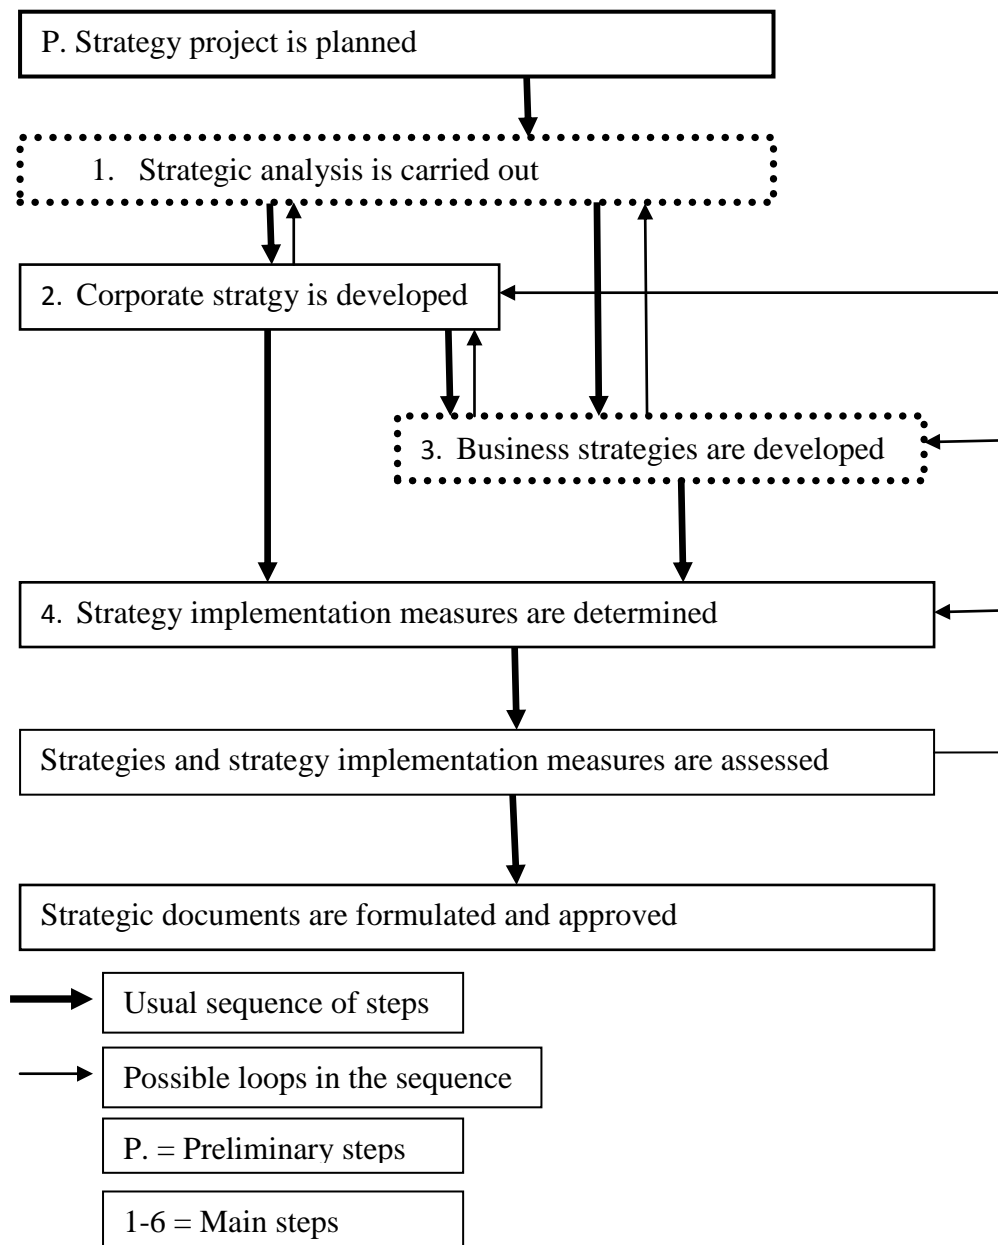 P. Strategy project is planned
1. Strategic analysis is carried out
2. Corporate stratgy is developed
3. Business strategies are developed
4. Strategy implementation measures are determined
Strategies and strategy implementation measures are assessed
Strategic documents are formulated and approved
Usual sequence of steps
Possible loops in the sequence
P. = Preliminary steps
1-6 = Main steps